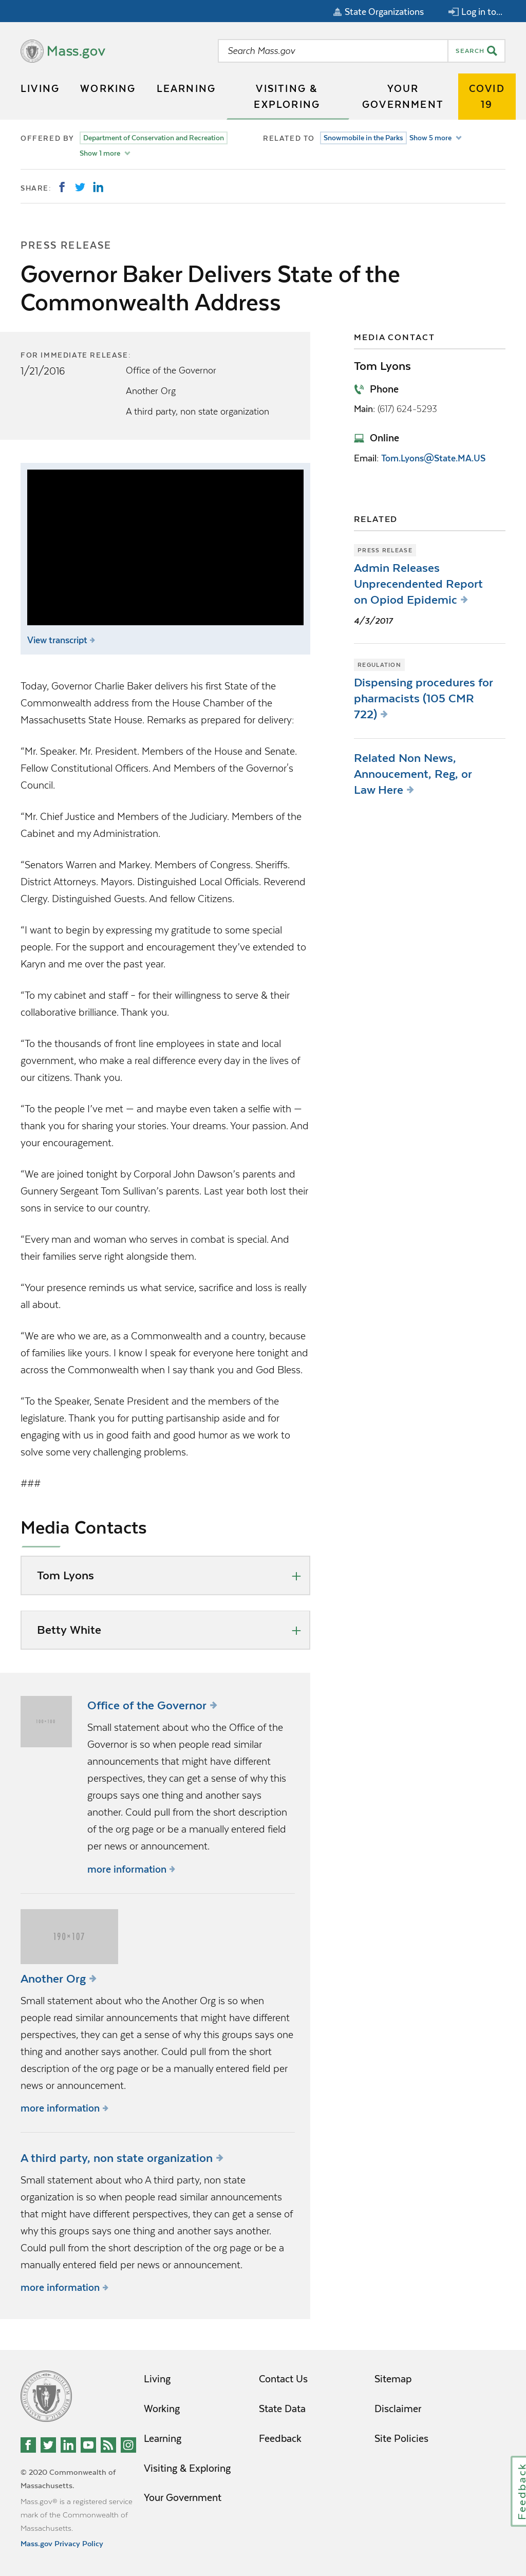 State Organizations
Log in to...
Mass.gov
Search Mass.gov
SEARCH
LIVING
WORKING
LEARNING
VISITING &
EXPLORING
YOUR
GOVERNMENT
COVID
19
OFFERED BY
Department of Conservation and Recreation
Show 1 more
RELATED TO
Snowmobile in the Parks
Show 5 more
SHARE:
PRESS RELEASE
Governor Baker Delivers State of the
Commonwealth Address
FOR IMMEDIATE RELEASE:
1/21/2016
Office of the Governor
Another Org
A third party, non state organization
View transcript
Today, Governor Charlie Baker delivers his first State of the
Commonwealth address from the House Chamber of the
Massachusetts State House. Remarks as prepared for delivery:
“Mr. Speaker. Mr. President. Members of the House and Senate.
Fellow Constitutional Officers. And Members of the Governor's
Council.
“Mr. Chief Justice and Members of the Judiciary. Members of the
Cabinet and my Administration.
“Senators Warren and Markey. Members of Congress. Sheriffs.
District Attorneys. Mayors. Distinguished Local Officials. Reverend
Clergy. Distinguished Guests. And fellow Citizens.
“I want to begin by expressing my gratitude to some special
people. For the support and encouragement they've extended to
Karyn and me over the past year.
“To my cabinet and staff – for their willingness to serve & their
collaborative brilliance. Thank you.
“To the thousands of front line employees in state and local
government, who make a real difference every day in the lives of
our citizens. Thank you.
“To the people I've met — and maybe even taken a selfie with —
thank you for sharing your stories. Your dreams. Your passion. And
your encouragement.
“We are joined tonight by Corporal John Dawson's parents and
Gunnery Sergeant Tom Sullivan's parents. Last year both lost their
sons in service to our country.
“Every man and woman who serves in combat is special. And
their families serve right alongside them.
“Your presence reminds us what service, sacrifice and loss is really
all about.
“We are who we are, as a Commonwealth and a country, because
of families like yours. I know I speak for everyone here tonight and
across the Commonwealth when I say thank you and God Bless.
“To the Speaker, Senate President and the members of the
legislature. Thank you for putting partisanship aside and for
engaging with us in good faith and good humor as we work to
solve some very challenging problems.
###
Media Contacts
Tom Lyons
Betty White
MEDIA CONTACT
Tom Lyons
Phone
Main: (617) 624-5293
Online
Email: Tom.Lyons@State.MA.US
RELATED
PRESS RELEASE
Admin Releases
Unprecendented Report
on Opiod Epidemic
4/3/2017
REGULATION
Dispensing procedures for
pharmacists (105 CMR
722)
Related Non News,
Annoucement, Reg, or
Law Here
Office of the Governor
Small statement about who the Office of the
Governor is so when people read similar
announcements that might have different
perspectives, they can get a sense of why this
groups says one thing and another says
another. Could pull from the short description
of the org page or be a manually entered field
per news or announcement.
more information
190×107
Another Org
Small statement about who the Another Org is so when
people read similar announcements that might have different
perspectives, they can get a sense of why this groups says one
thing and another says another. Could pull from the short
description of the org page or be a manually entered field per
news or announcement.
more information
A third party, non state organization
Small statement about who A third party, non state
organization is so when people read similar announcements
that might have different perspectives, they can get a sense of
why this groups says one thing and another says another.
Could pull from the short description of the org page or be a
manually entered field per news or announcement.
more information
Living
Working
Learning
Visiting & Exploring
Your Government
Contact Us
State Data
Feedback
Sitemap
Disclaimer
Site Policies
© 2020 Commonwealth of
Massachusetts.
Mass.gov® is a registered service
mark of the Commonwealth of
Massachusetts.
Mass.gov Privacy Policy
Feedback